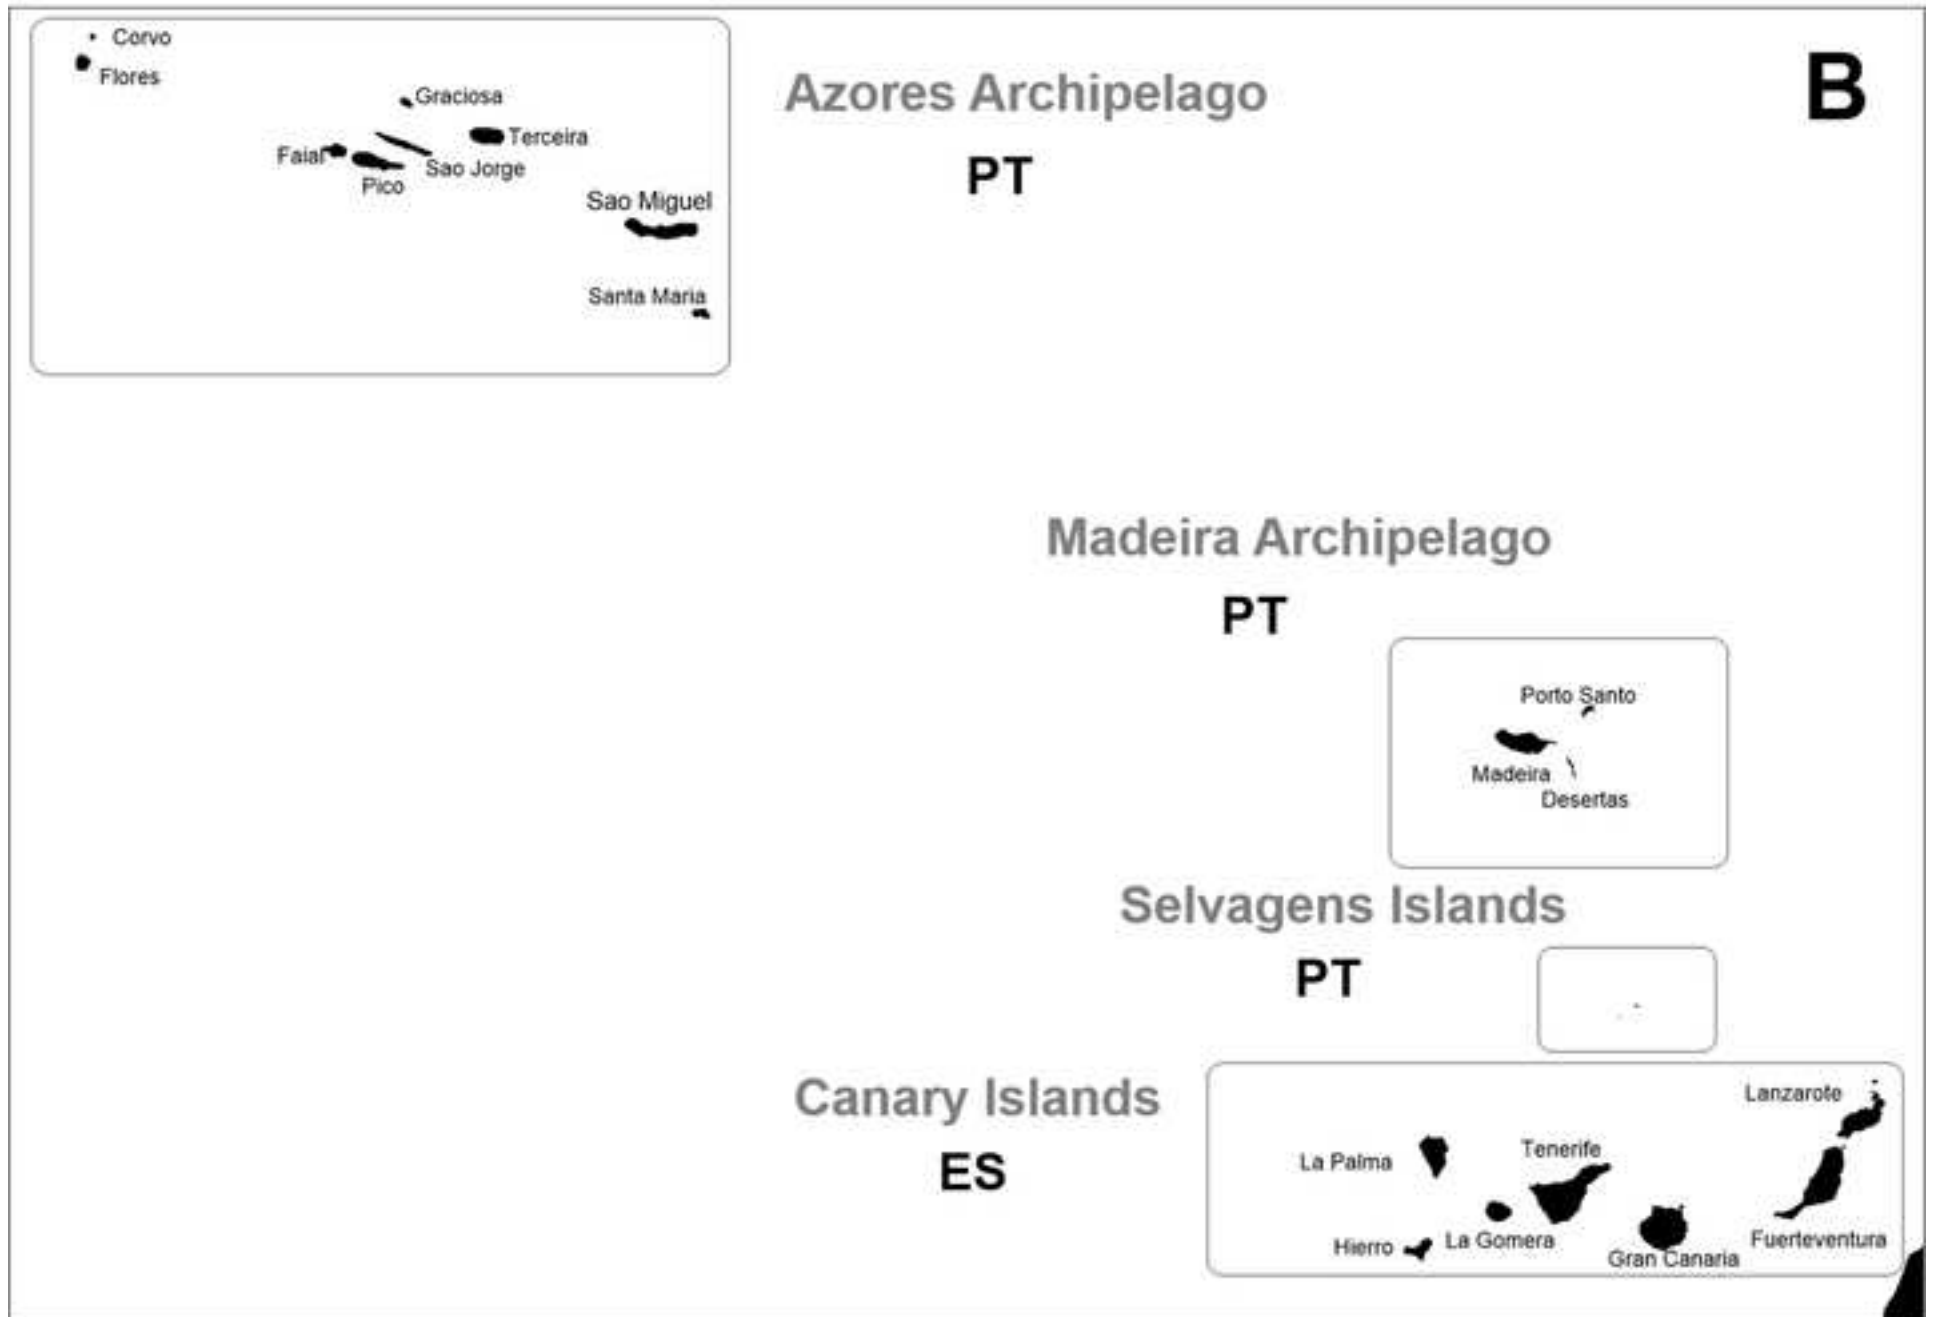 Corvo
Flores
Graciosa
Terceira
Faial
Sao Jorge
Pico
Sao Miguel
Santa Maria
Azores Archipelago
PT
B
Madeira Archipelago
PT
Porto Santo
Madeira
Desertas
Selvagens Islands
PT
Canary Islands
ES
Lanzarote
Tenerife
La Palma
Hierro
La Gomera
Gran Canaria
Fuerteventura